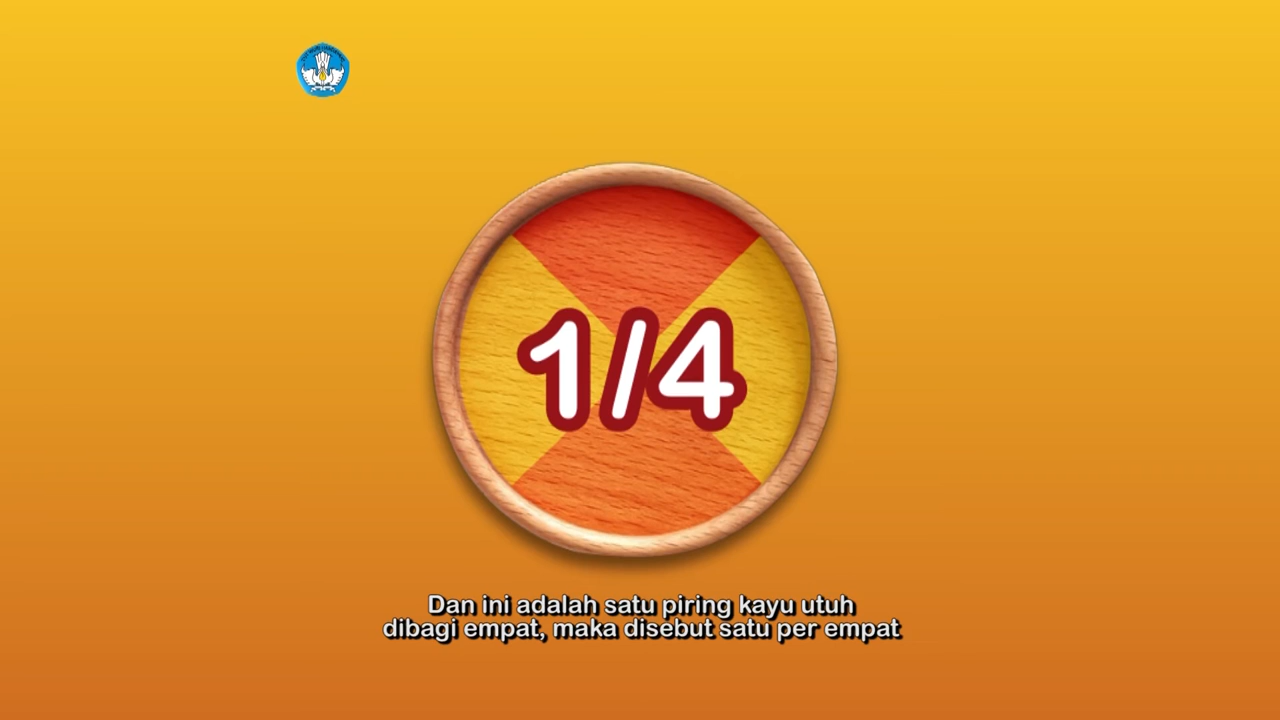 1/4
Dan ini adalah satu piring kayu utuh
dibagi empat, maka disebut satu per empat